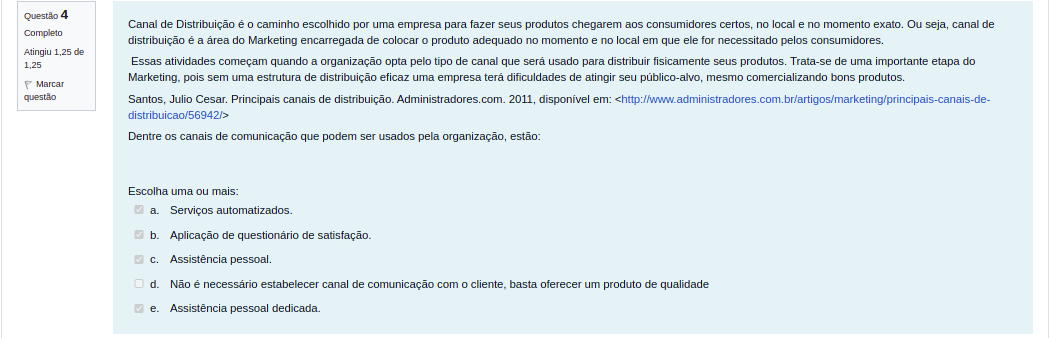 Questão 4
Completo
Atingiu 1,25 de
1,25
Marcar
questão
Canal de Distribuição é o caminho escolhido por uma empresa para fazer seus produtos chegarem aos consumidores certos, no local e no momento exato. Ou seja, canal de
distribuição é a área do Marketing encarregada de colocar o produto adequado no momento e no local em que ele for necessitado pelos consumidores.
Essas atividades começam quando a organização opta pelo tipo de canal que será usado para distribuir fisicamente seus produtos. Trata-se de uma importante etapa do
Marketing, pois sem uma estrutura de distribuição eficaz uma empresa terá dificuldades de atingir seu público-alvo, mesmo comercializando bons produtos.
Santos, Julio Cesar. Principais canais de distribuição. Administradores.com. 2011, disponível em: <http://www.administradores.com.br/artigos/marketing/principais-canais-de-
distribuicao/56942/>
Dentre os canais de comunicação que podem ser usados pela organização, estão:
Escolha uma ou mais:
a. Serviços automatizados.
b. Aplicação de questionário de satisfação.
c. Assistência pessoal.
d. Não é necessário estabelecer canal de comunicação com o cliente, basta oferecer um produto de qualidade
e. Assistência pessoal dedicada.